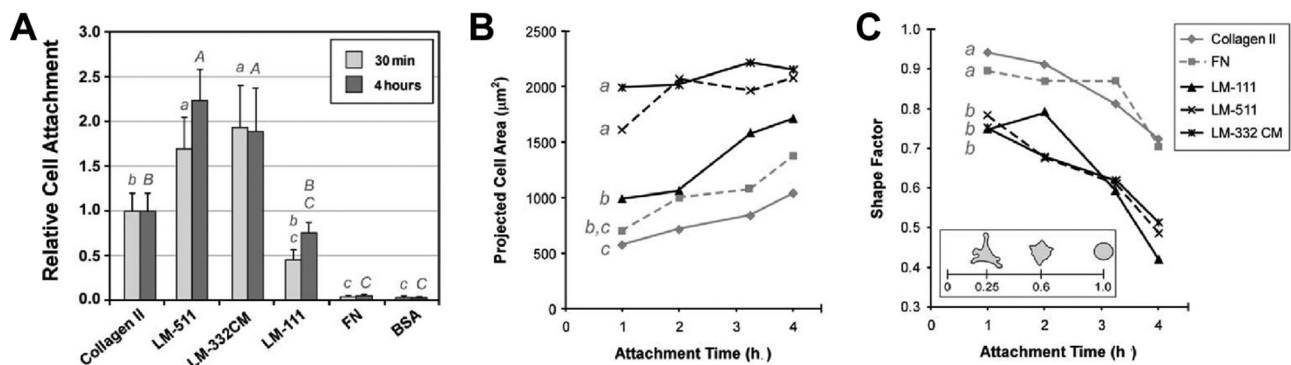 A
Relative Cell Attachment
3.0
2.5
2.0
1.5
1.0
0.5
0.0
30 min
4 hours
b B
a A
a A
b c B C
c C
c C
Collagen II
LM-511
LM-332CM
LM-111
FN
BSA
B
Projected Cell Area (μm²)
2500
2000
1500
1000
500
0
a
a
b
b,c
c
0 1 2 3 4
Attachment Time (h.)
C
Shape Factor
1.0
0.9
0.8
0.7
0.6
0.5
0.4
0.3
a
a
b
b
b
0 0.25 0.6 1.0
0 1 2 3 4
Attachment Time (h )
Collagen II
FN
LM-111
LM-511
LM-332 CM